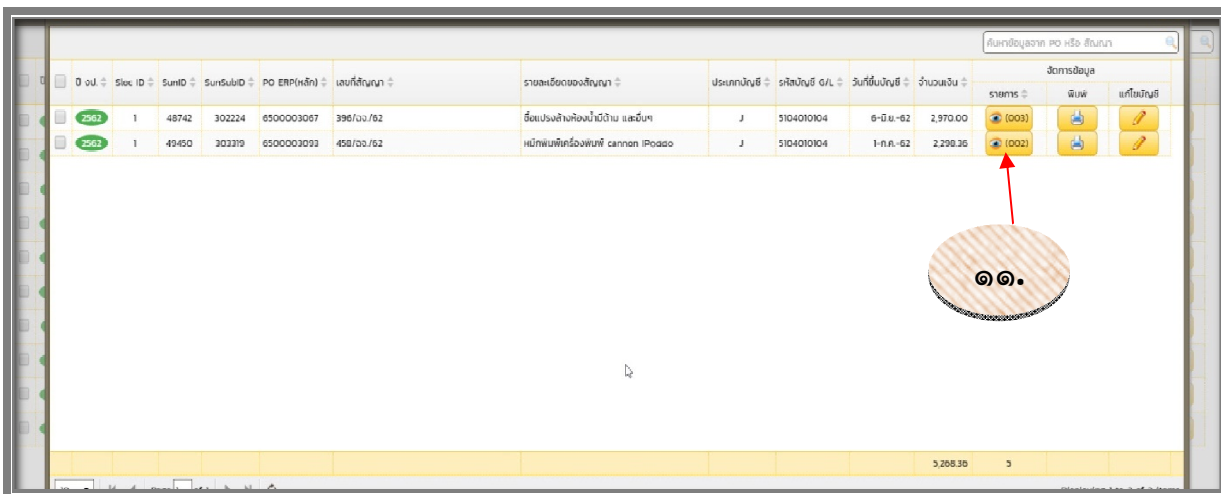 ค้นหาข้อมูลจาก PO หรือ สัญญา
ปี งป. Sloc ID SunID SunSubID PO ERP(หลัก) เลขที่สัญญา รายละเอียดของสัญญา ประเภทบัญชี รหัสบัญชี G/L วันที่ขึ้นบัญชี จำนวนเงิน จัดการข้อมูล
รายการ พิมพ์ แก้ไขบัญชี
2562 1 48742 302224 6500003067 396/ฉง./62 ซื้อแปรงล้างห้องน้ำมีด้าม และอื่นๆ J 5104010104 6-มิ.ย.-62 2,970.00 (003)
2562 1 49450 303319 6500003093 458/ฉง./62 หมึกพิมพ์เครื่องพิมพ์ cannon IPoggo J 5104010104 1-ก.ค.-62 2,298.36 (002)
๑๑.
5,268.36 5